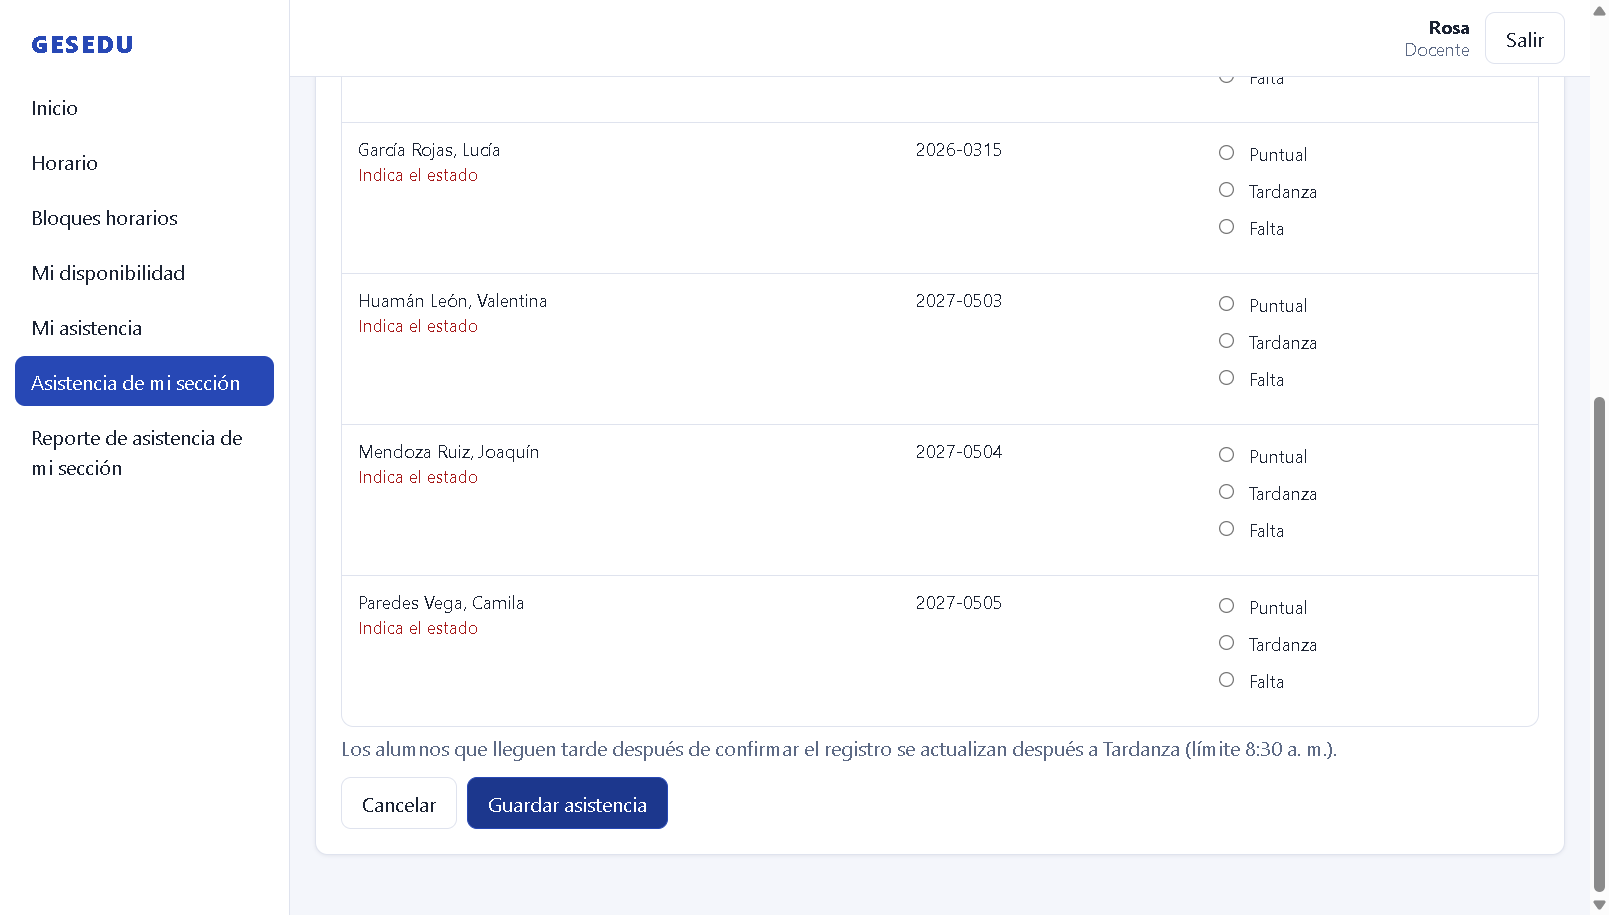 GESEDU
Inicio
Horario
Bloques horarios
Mi disponibilidad
Mi asistencia
Asistencia de mi sección
Reporte de asistencia de
mi sección
Rosa
Docente
Salir
Falta
García Rojas, Lucía
Indica el estado
2026-0315
Puntual
Tardanza
Falta
Huamán León, Valentina
Indica el estado
2027-0503
Puntual
Tardanza
Falta
Mendoza Ruiz, Joaquín
Indica el estado
2027-0504
Puntual
Tardanza
Falta
Paredes Vega, Camila
Indica el estado
2027-0505
Puntual
Tardanza
Falta
Los alumnos que lleguen tarde después de confirmar el registro se actualizan después a Tardanza (límite 8:30 a. m.).
Cancelar
Guardar asistencia